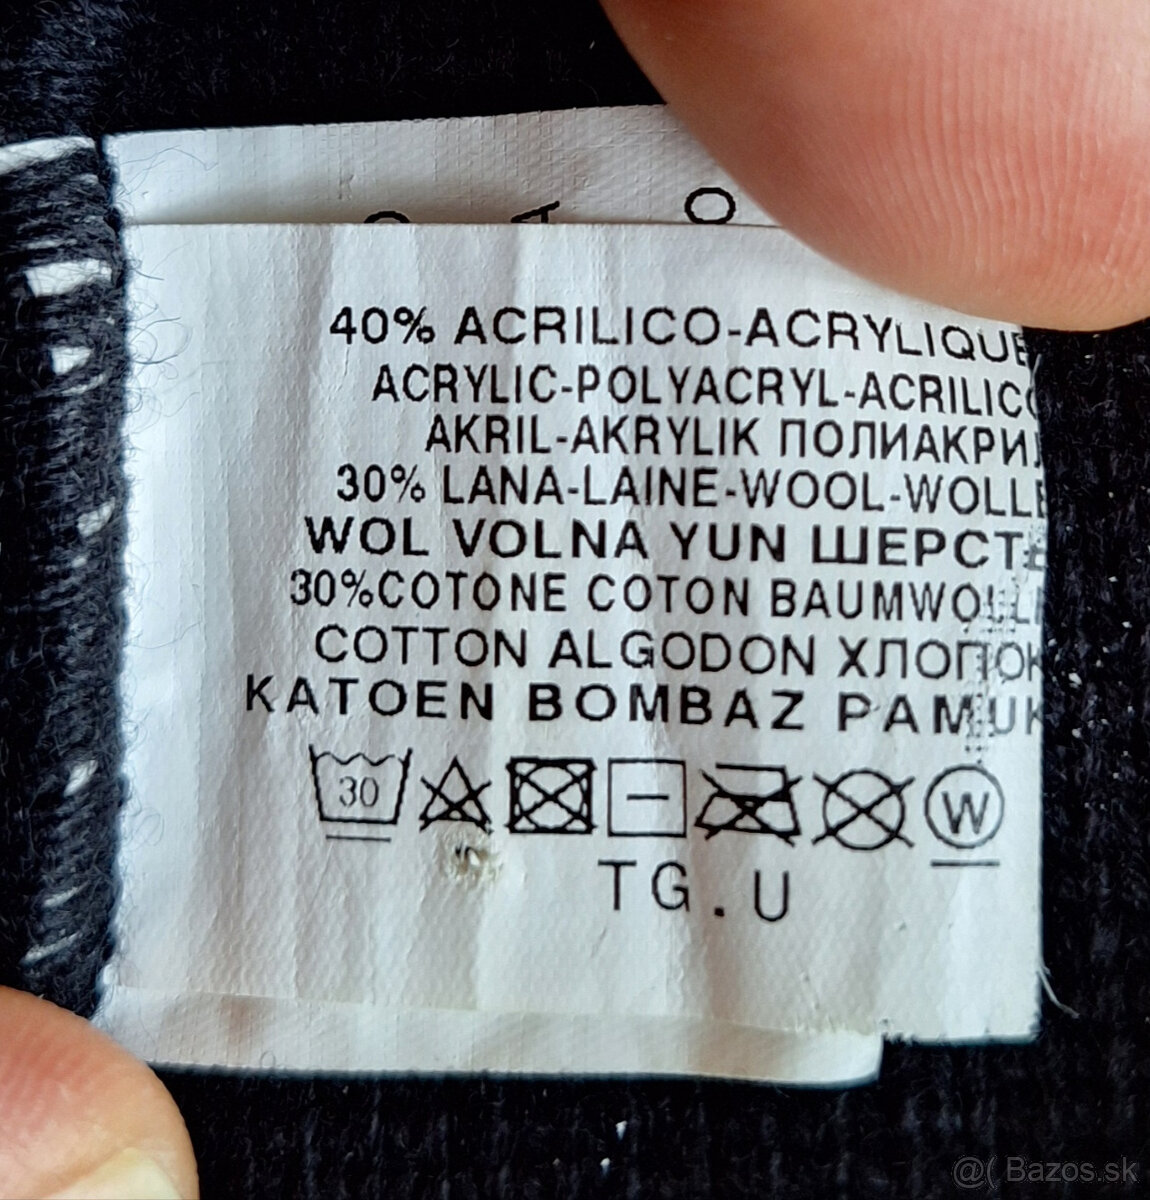 40% ACRILICO-ACRYLIQUE
ACRYLIC-POLYACRYL-ACRILICO
AKRIL-AKRYLIK ПОЛИАКРИЛ
30% LANA-LAINE-WOOL-WOLLE
WOL VOLNA YUN ШЕРСТЬ
30%COTONE COTON BAUMWOLLE
COTTON ALGODON ХЛОПОК
KATOEN BOMBAZ PAMUK
30
W
TG.U
@( Bazos.sk